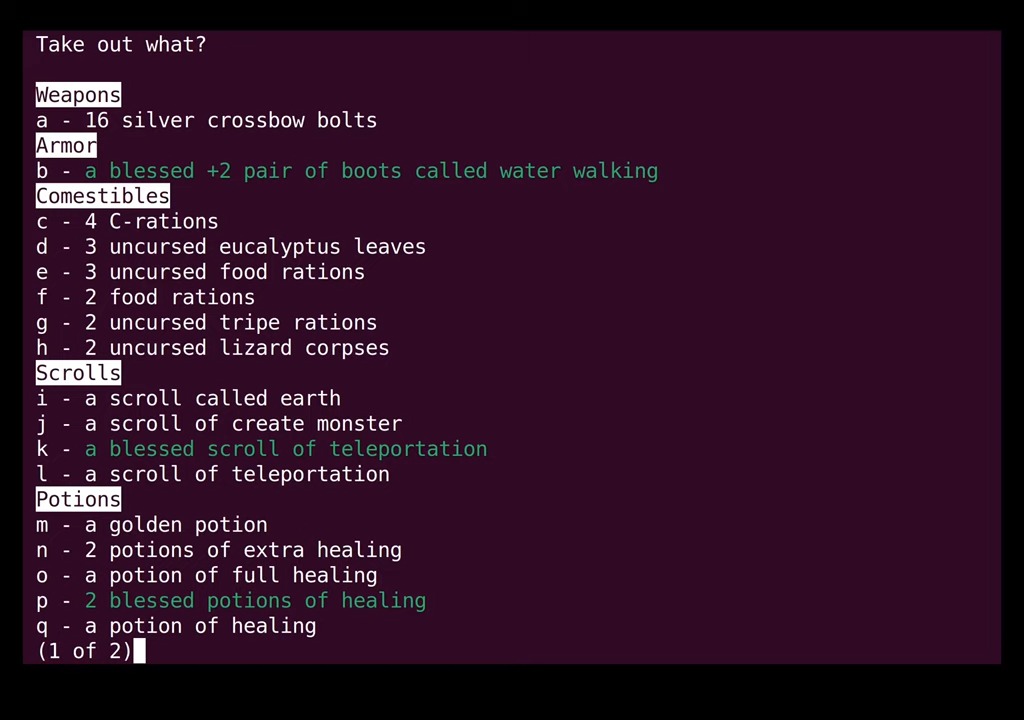 Take out what?
Weapons
a - 16 silver crossbow bolts
Armor
b - a blessed +2 pair of boots called water walking
Comestibles
c - 4 C-rations
d - 3 uncursed eucalyptus leaves
e - 3 uncursed food rations
f - 2 food rations
g - 2 uncursed tripe rations
h - 2 uncursed lizard corpses
Scrolls
i - a scroll called earth
j - a scroll of create monster
k - a blessed scroll of teleportation
l - a scroll of teleportation
Potions
m - a golden potion
n - 2 potions of extra healing
o - a potion of full healing
p - 2 blessed potions of healing
q - a potion of healing
(1 of 2)